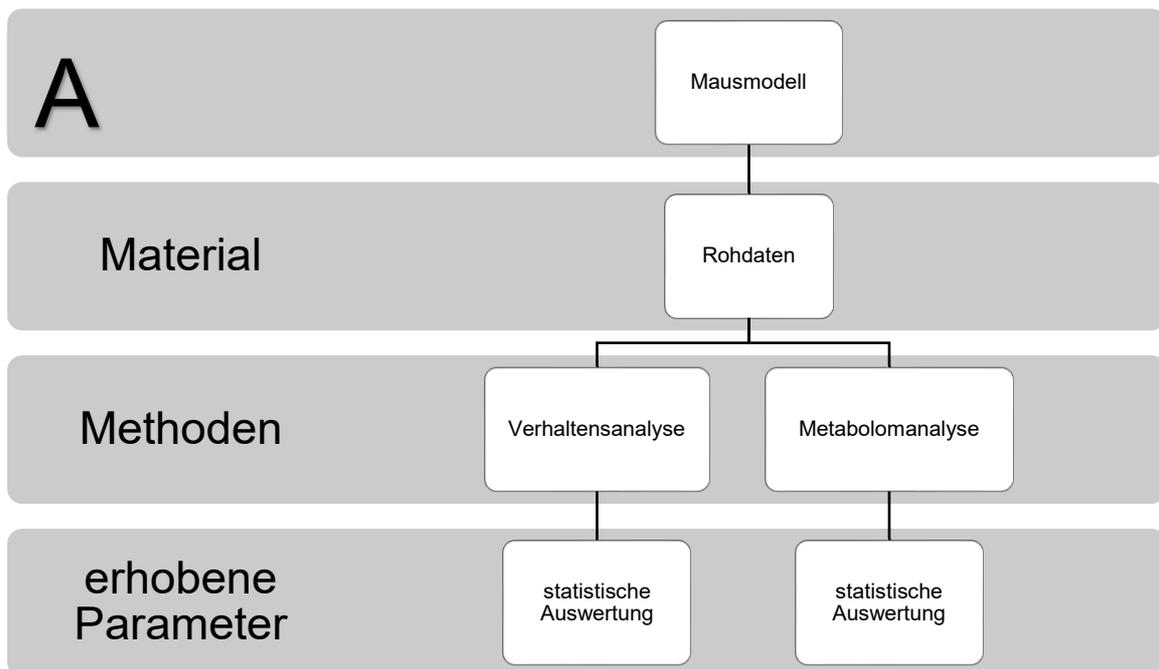 A
Mausmodell
Material
Rohdaten
Methoden
Verhaltensanalyse
Metabolomanalyse
erhobene
Parameter
statistische
Auswertung
statistische
Auswertung